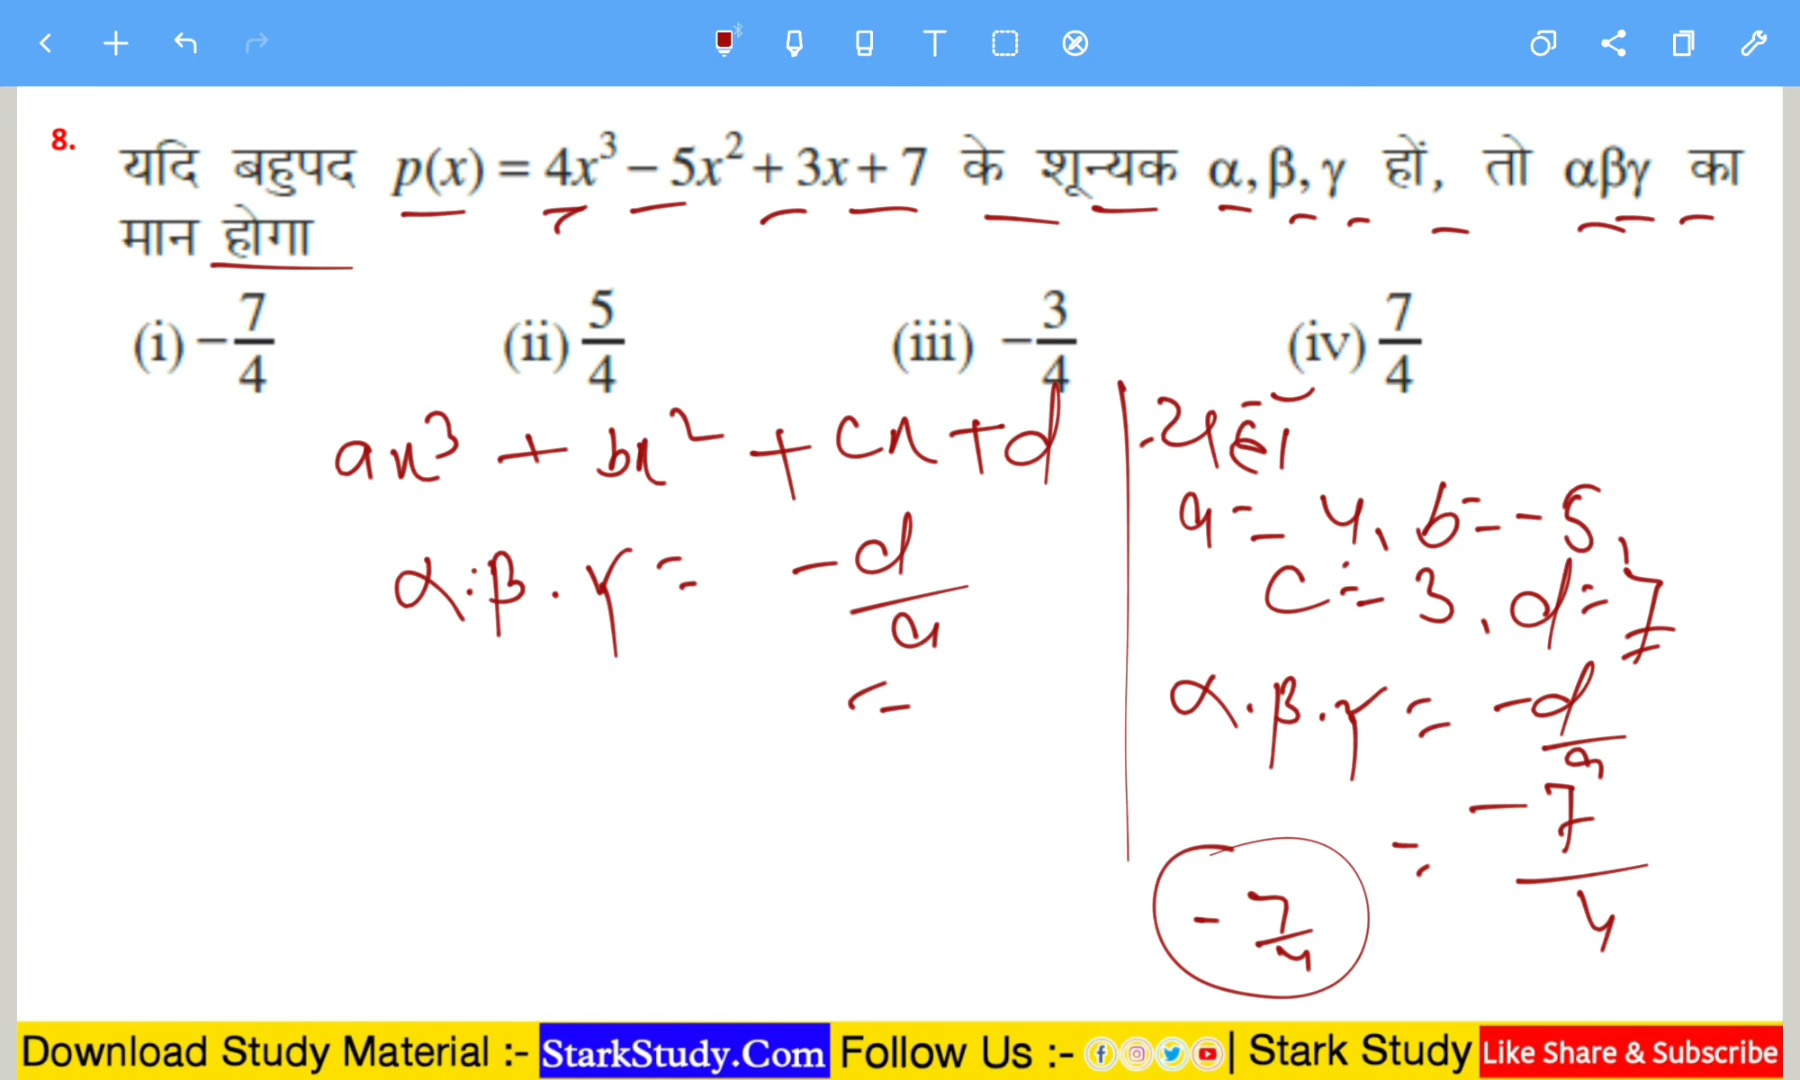 8. यदि बहुपद p(x) = 4x³ − 5x² + 3x + 7 के शून्यक α, β, γ हों, तो αβγ का
मान होगा
(i) −7/4 (ii) 5/4 (iii) −3/4 (iv) 7/4
ax³ + bx² + cx + d
α.β.γ = −d/a
=
यहाँ
a = 4, b = −5,
c = 3, d = 7
α.β.γ = −d/a
= −7/4
−7/4
Download Study Material :- StarkStudy.Com Follow Us :- | Stark Study Like Share & Subscribe